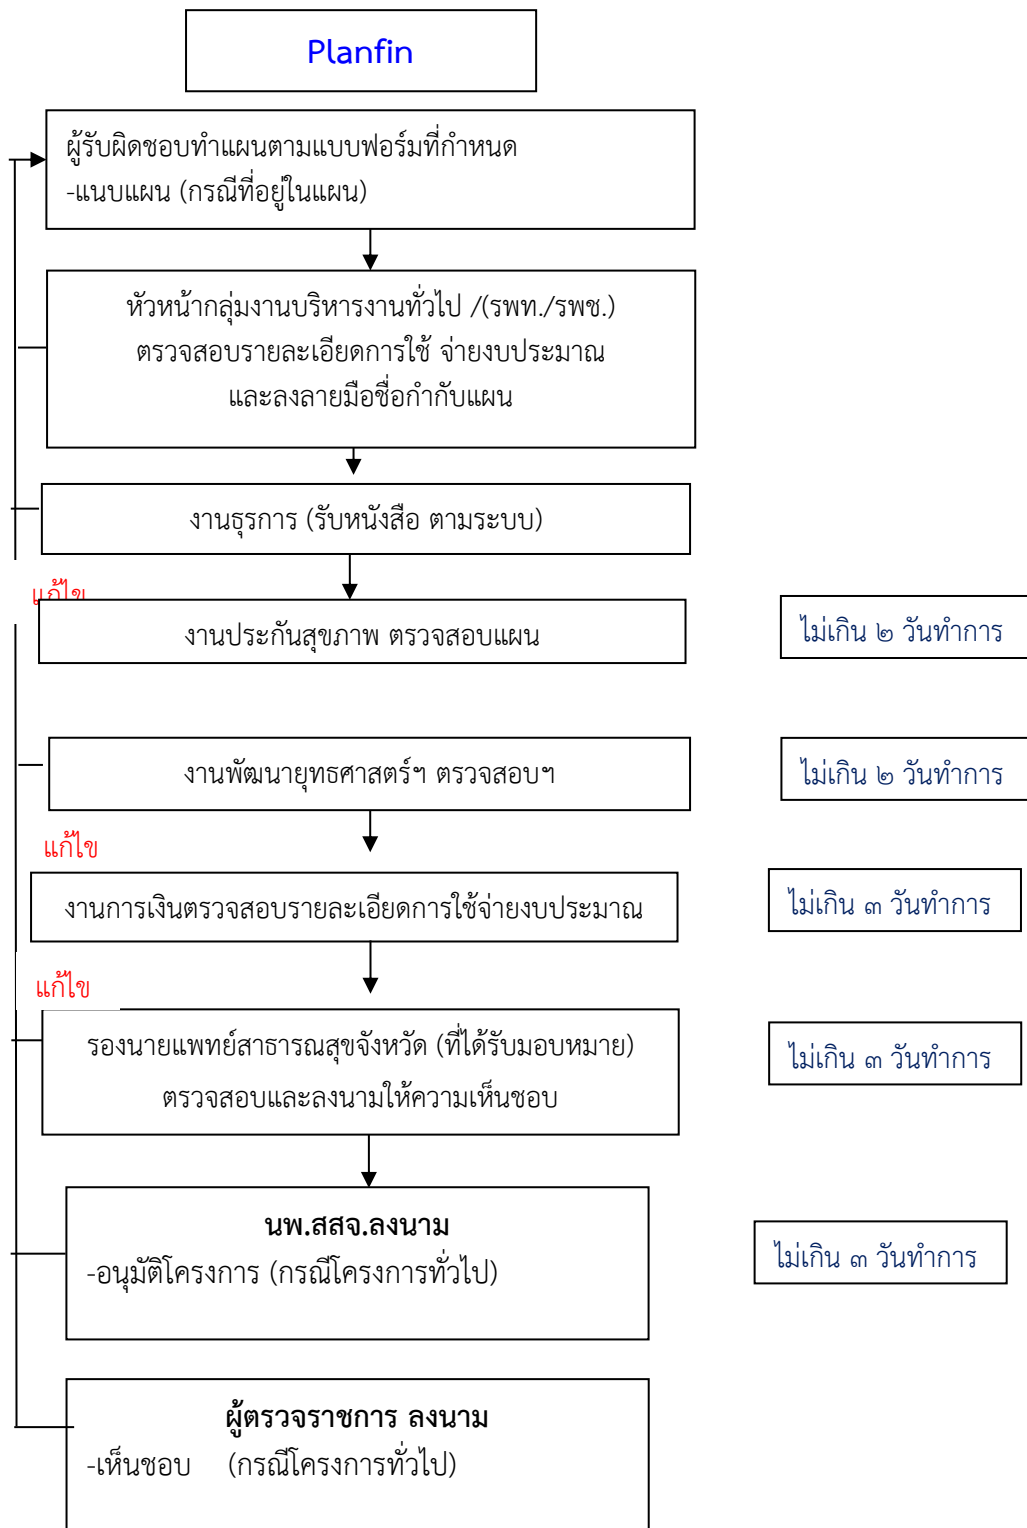 Planfin
ผู้รับผิดชอบทำแผนตามแบบฟอร์มที่กำหนด
-แนบแผน (กรณีที่อยู่ในแผน)
หัวหน้ากลุ่มงานบริหารงานทั่วไป /(รพท./รพช.)
ตรวจสอบรายละเอียดการใช้ จ่ายงบประมาณ
และลงลายมือชื่อกำกับแผน
งานธุรการ (รับหนังสือ ตามระบบ)
แก้ไข
งานประกันสุขภาพ ตรวจสอบแผน
ไม่เกิน ๒ วันทำการ
งานพัฒนายุทธศาสตร์ฯ ตรวจสอบฯ
ไม่เกิน ๒ วันทำการ
แก้ไข
งานการเงินตรวจสอบรายละเอียดการใช้จ่ายงบประมาณ
ไม่เกิน ๓ วันทำการ
แก้ไข
รองนายแพทย์สาธารณสุขจังหวัด (ที่ได้รับมอบหมาย)
ตรวจสอบและลงนามให้ความเห็นชอบ
ไม่เกิน ๓ วันทำการ
นพ.สสจ.ลงนาม
-อนุมัติโครงการ (กรณีโครงการทั่วไป)
ไม่เกิน ๓ วันทำการ
ผู้ตรวจราชการ ลงนาม
-เห็นชอบ (กรณีโครงการทั่วไป)